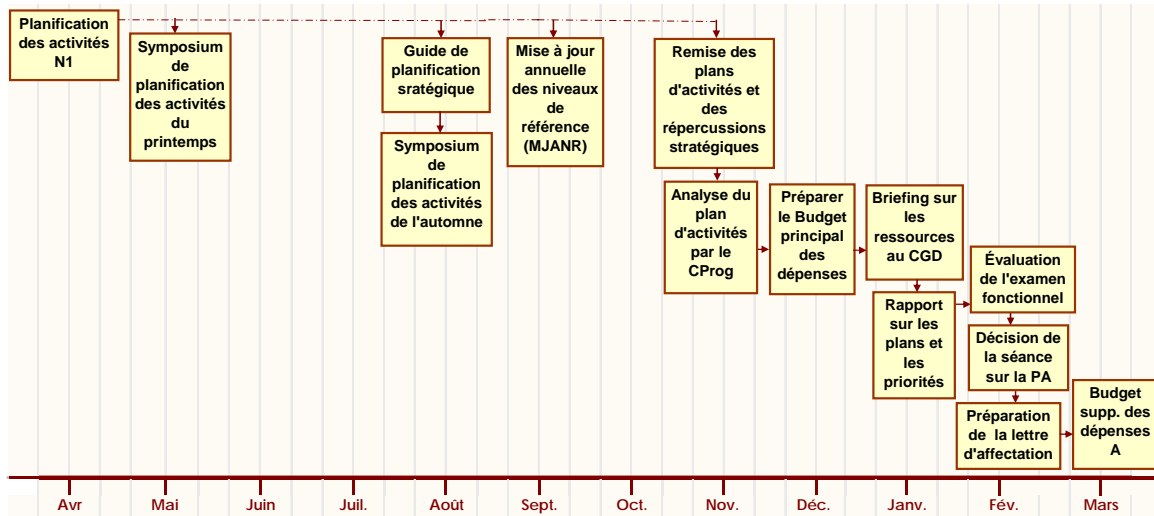 Planification
des activités
N1
Symposium
de
planification
des activités
du
printemps
Guide de
planification
sratégique
Symposium
de
planification
des activités
de l'automne
Mise à jour
annuelle
des niveaux
de
référence
(MJANR)
Remise des
plans
d'activités et
des
répercussions
stratégiques
Analyse du
plan
d'activités
par le
CProg
Préparer
le Budget
principal
des
dépenses
Briefing sur
les
ressources
au CGD
Rapport
sur les
plans et
les
priorités
Évaluation
de l'examen
fonctionnel
Décision de
la séance
sur la PA
Préparation
de la lettre
d'affectation
Budget
supp. des
dépenses
A
Avr
Mai
Juin
Juil.
Août
Sept.
Oct.
Nov.
Déc.
Janv.
Fév.
Mars